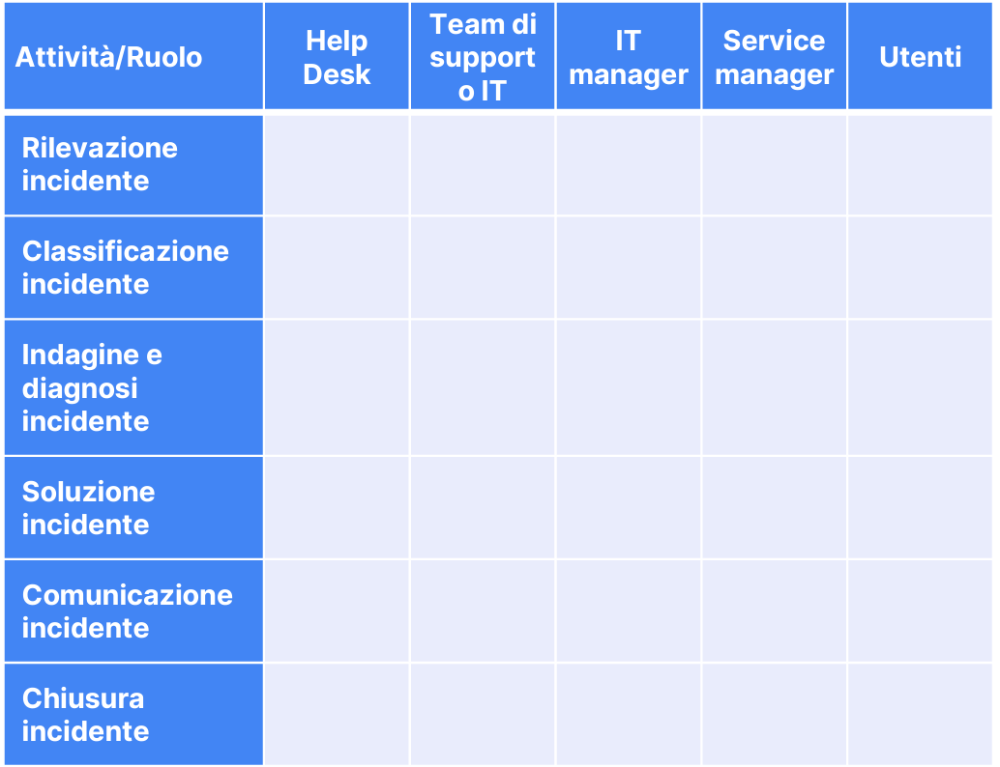 Attività/Ruolo
Help
Desk
Team di
support
o IT
IT
manager
Service
manager
Utenti
Rilevazione
incidente
Classificazione
incidente
Indagine e
diagnosi
incidente
Soluzione
incidente
Comunicazione
incidente
Chiusura
incidente